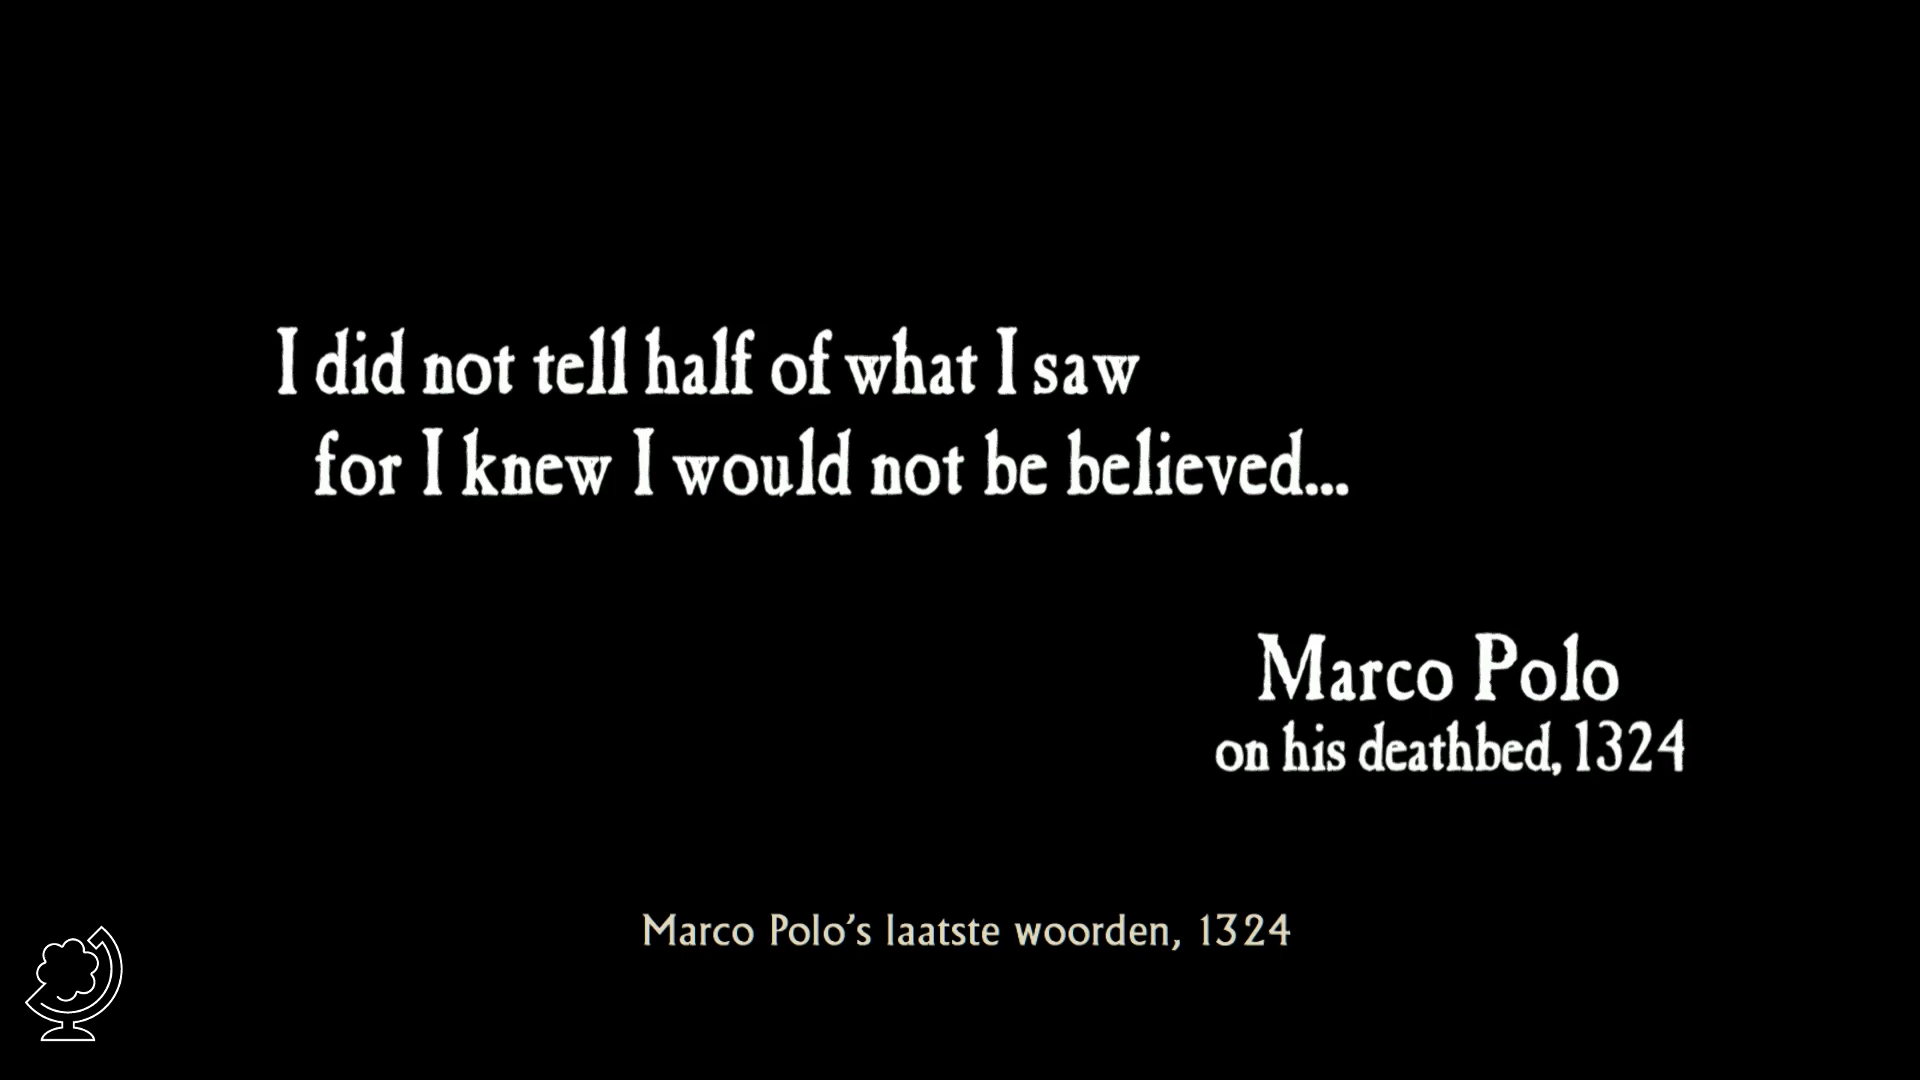 I did not tell half of what I saw
for I knew I would not be believed...
Marco Polo
on his deathbed, 1324
Marco Polo's laatste woorden, 1324